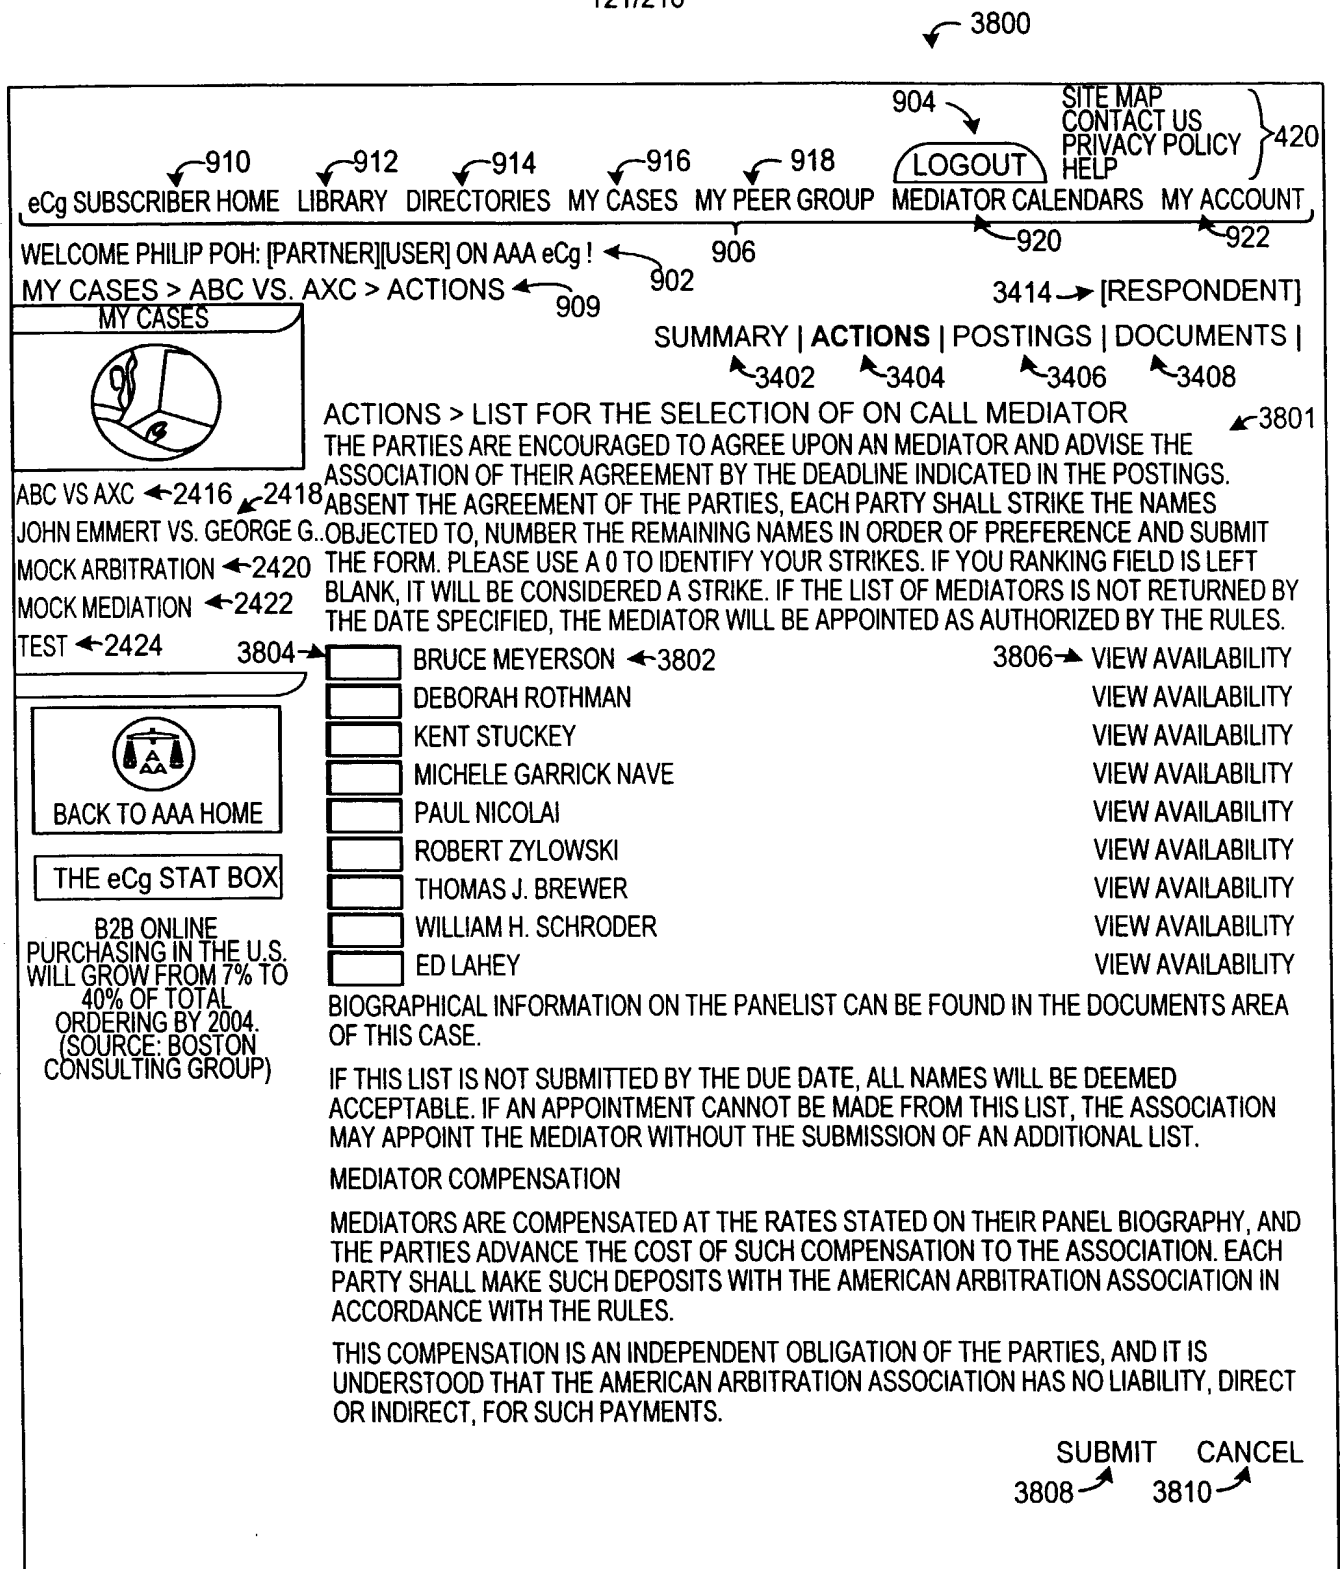 3800
904
SITE MAP
CONTACT US
PRIVACY POLICY
HELP
420
LOGOUT
910 912 914 916 918
eCg SUBSCRIBER HOME LIBRARY DIRECTORIES MY CASES MY PEER GROUP MEDIATOR CALENDARS MY ACCOUNT
906 920 922
WELCOME PHILIP POH: [PARTNER][USER] ON AAA eCg !
902
MY CASES > ABC VS. AXC > ACTIONS
909
3414 [RESPONDENT]
MY CASES
SUMMARY | ACTIONS | POSTINGS | DOCUMENTS |
3402 3404 3406 3408
ABC VS AXC 2416 2418
JOHN EMMERT VS. GEORGE G..
MOCK ARBITRATION 2420
MOCK MEDIATION 2422
TEST 2424
A
AA
BACK TO AAA HOME
THE eCg STAT BOX
B2B ONLINE
PURCHASING IN THE U.S.
WILL GROW FROM 7% TO
40% OF TOTAL
ORDERING BY 2004.
(SOURCE: BOSTON
CONSULTING GROUP)
ACTIONS > LIST FOR THE SELECTION OF ON CALL MEDIATOR
3801
THE PARTIES ARE ENCOURAGED TO AGREE UPON AN MEDIATOR AND ADVISE THE
ASSOCIATION OF THEIR AGREEMENT BY THE DEADLINE INDICATED IN THE POSTINGS.
ABSENT THE AGREEMENT OF THE PARTIES, EACH PARTY SHALL STRIKE THE NAMES
OBJECTED TO, NUMBER THE REMAINING NAMES IN ORDER OF PREFERENCE AND SUBMIT
THE FORM. PLEASE USE A 0 TO IDENTIFY YOUR STRIKES. IF YOU RANKING FIELD IS LEFT
BLANK, IT WILL BE CONSIDERED A STRIKE. IF THE LIST OF MEDIATORS IS NOT RETURNED BY
THE DATE SPECIFIED, THE MEDIATOR WILL BE APPOINTED AS AUTHORIZED BY THE RULES.
3804 BRUCE MEYERSON 3802 3806 VIEW AVAILABILITY
DEBORAH ROTHMAN VIEW AVAILABILITY
KENT STUCKEY VIEW AVAILABILITY
MICHELE GARRICK NAVE VIEW AVAILABILITY
PAUL NICOLAI VIEW AVAILABILITY
ROBERT ZYLOWSKI VIEW AVAILABILITY
THOMAS J. BREWER VIEW AVAILABILITY
WILLIAM H. SCHRODER VIEW AVAILABILITY
ED LAHEY VIEW AVAILABILITY
BIOGRAPHICAL INFORMATION ON THE PANELIST CAN BE FOUND IN THE DOCUMENTS AREA
OF THIS CASE.
IF THIS LIST IS NOT SUBMITTED BY THE DUE DATE, ALL NAMES WILL BE DEEMED
ACCEPTABLE. IF AN APPOINTMENT CANNOT BE MADE FROM THIS LIST, THE ASSOCIATION
MAY APPOINT THE MEDIATOR WITHOUT THE SUBMISSION OF AN ADDITIONAL LIST.
MEDIATOR COMPENSATION
MEDIATORS ARE COMPENSATED AT THE RATES STATED ON THEIR PANEL BIOGRAPHY, AND
THE PARTIES ADVANCE THE COST OF SUCH COMPENSATION TO THE ASSOCIATION. EACH
PARTY SHALL MAKE SUCH DEPOSITS WITH THE AMERICAN ARBITRATION ASSOCIATION IN
ACCORDANCE WITH THE RULES.
THIS COMPENSATION IS AN INDEPENDENT OBLIGATION OF THE PARTIES, AND IT IS
UNDERSTOOD THAT THE AMERICAN ARBITRATION ASSOCIATION HAS NO LIABILITY, DIRECT
OR INDIRECT, FOR SUCH PAYMENTS.
SUBMIT CANCEL
3808 3810